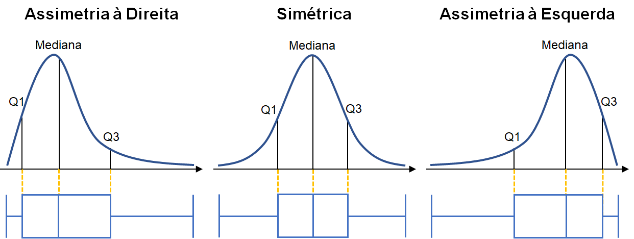 Assimetria à Direita
Mediana
Q1
Q3
Simétrica
Mediana
Q1
Q3
Assimetria à Esquerda
Mediana
Q1
Q3